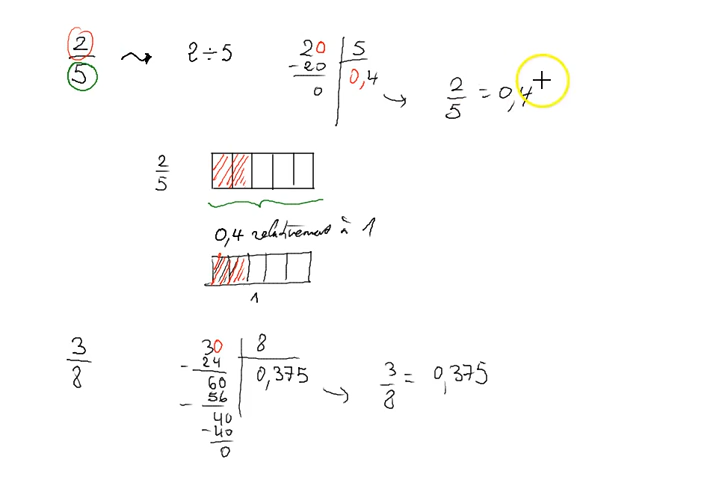 2/5 ⇝ 2÷5
20 | 5
-20 | 0,4
0
→ 2/5 = 0,4
2/5
0,4 relativement à 1
1
3/8
30 | 8
- 24 | 0,375
60
- 56
40
-40
0
→ 3/8 = 0,375